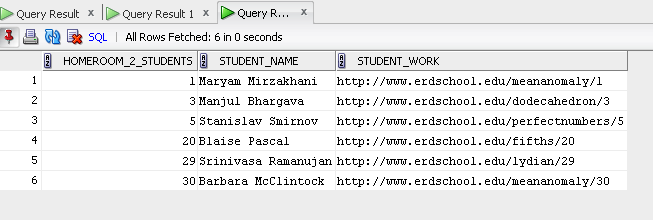 Query Result x Query Result 1 x Query R... x
SQL | All Rows Fetched: 6 in 0 seconds
HOMEROOM_2_STUDENTS STUDENT_NAME STUDENT_WORK
1 1 Maryam Mirzakhani http://www.erdschool.edu/meananomaly/1
2 3 Manjul Bhargava http://www.erdschool.edu/dodecahedron/3
3 5 Stanislav Smirnov http://www.erdschool.edu/perfectnumbers/5
4 20 Blaise Pascal http://www.erdschool.edu/fifths/20
5 29 Srinivasa Ramanujan http://www.erdschool.edu/lydian/29
6 30 Barbara McClintock http://www.erdschool.edu/meananomaly/30